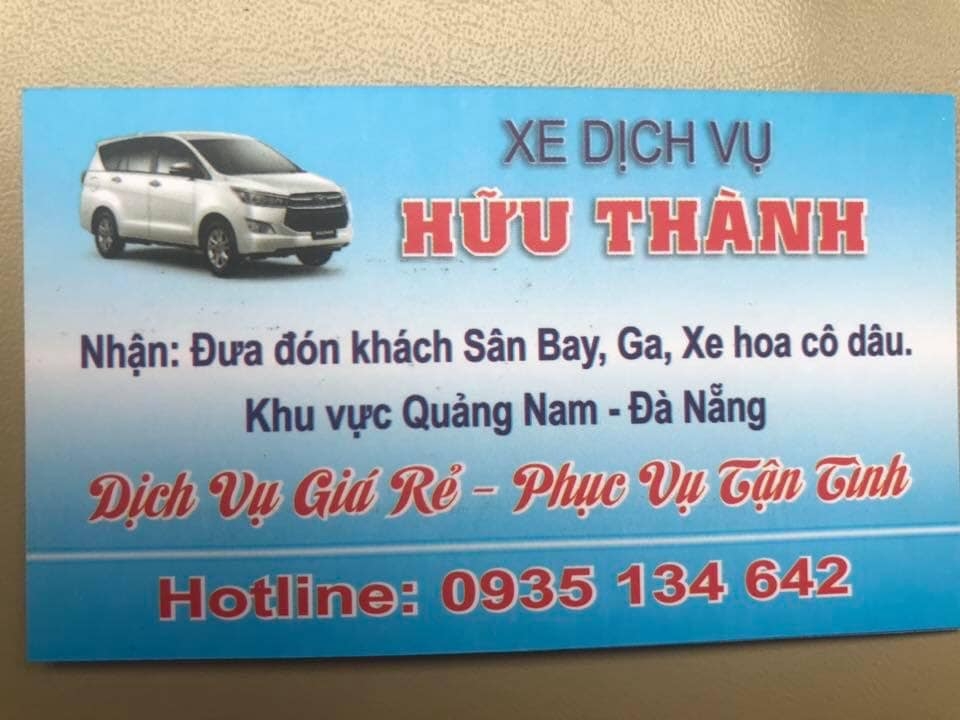 XE DỊCH VỤ
HỮU THÀNH
Nhận: Đưa đón khách Sân Bay, Ga, Xe hoa cô dâu.
Khu vực Quảng Nam - Đà Nẵng
Dịch Vụ Giá Rẻ - Phục Vụ Tận Tình
Hotline: 0935 134 642